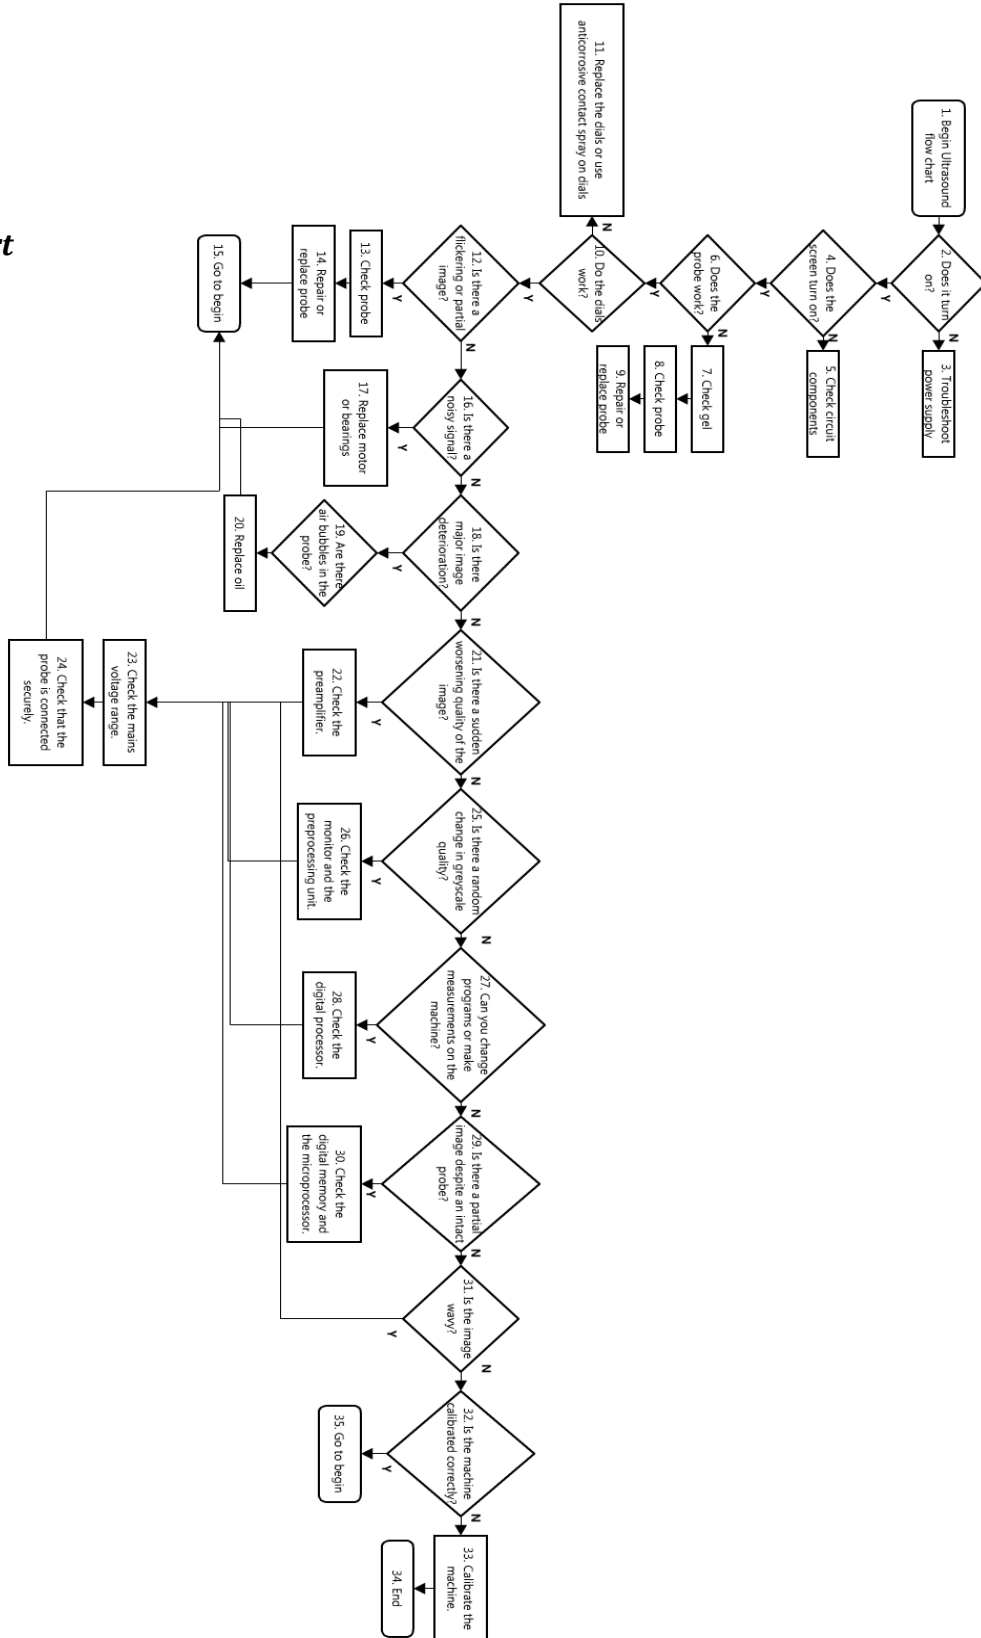 rt
1. Begin Ultrasound
flow chart
2. Does it turn
on?
N
Y
3. Troubleshoot
power supply
4. Does the
screen turn on?
N
Y
5. Check circuit
components
6. Does the
probe work?
N
Y
7. Check gel
8. Check probe
9. Repair or
replace probe
10. Do the dials
work?
N
Y
11. Replace the dials or use
anticorrosive contact spray on dials
12. Is there a
flickering or partial
image?
Y
N
13. Check probe
14. Repair or
replace probe
15. Go to begin
16. Is there a
noisy signal?
Y
N
17. Replace motor
or bearings
18. Is there
major image
deterioration?
Y
N
19. Are there
air bubbles in the
probe?
20. Replace oil
21. Is there a sudden
worsening quality of the
image?
Y
N
22. Check the
preamplifier.
23. Check the mains
voltage range.
24. Check that the
probe is connected
securely.
25. Is there a random
change in greyscale
quality?
Y
N
26. Check the
monitor and the
preprocessing unit.
27. Can you change
programs or make
measurements on the
machine?
Y
N
28. Check the
digital processor.
29. Is there a partial
image despite an intact
probe?
Y
N
30. Check the
digital memory and
the microprocessor.
31. Is the image
wavy?
Y
N
32. Is the machine
calibrated correctly?
Y
N
33. Calibrate the
machine.
34. End
35. Go to begin